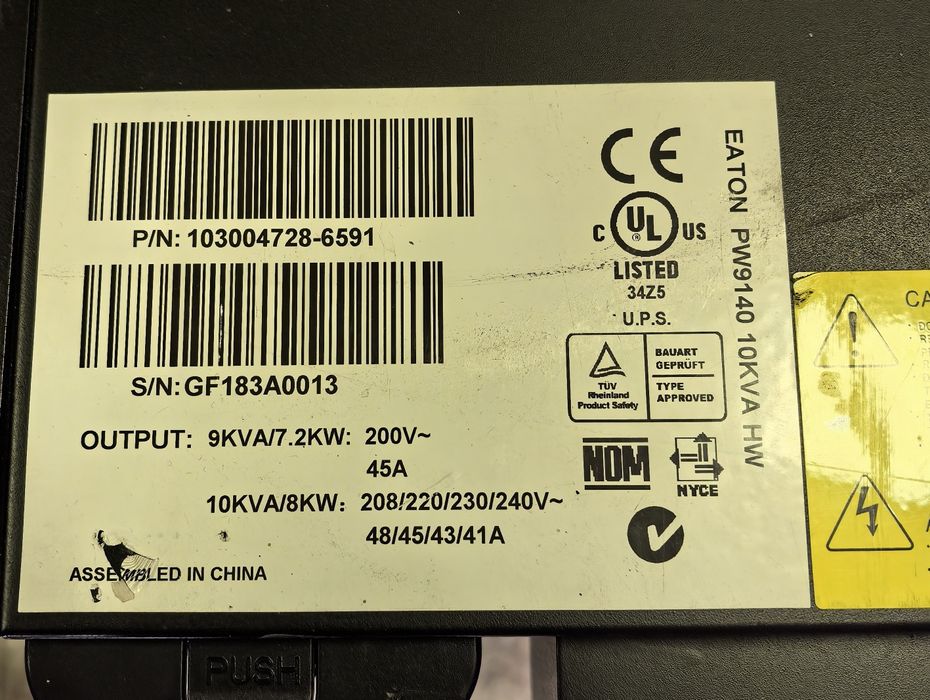 P/N: 103004728-6591
S/N: GF183A0013
OUTPUT: 9KVA/7.2KW: 200V~
45A
10KVA/8KW: 208/220/230/240V~
48/45/43/41A
ASSEMBLED IN CHINA
CE
C UL® US
LISTED
34Z5
U.P.S.
TÜV
Rheinland
Product Safety
BAUART
GEPRÜFT
TYPE
APPROVED
NOM
NYCE
EATON PW9140 10KVA HW
CA
PUSH